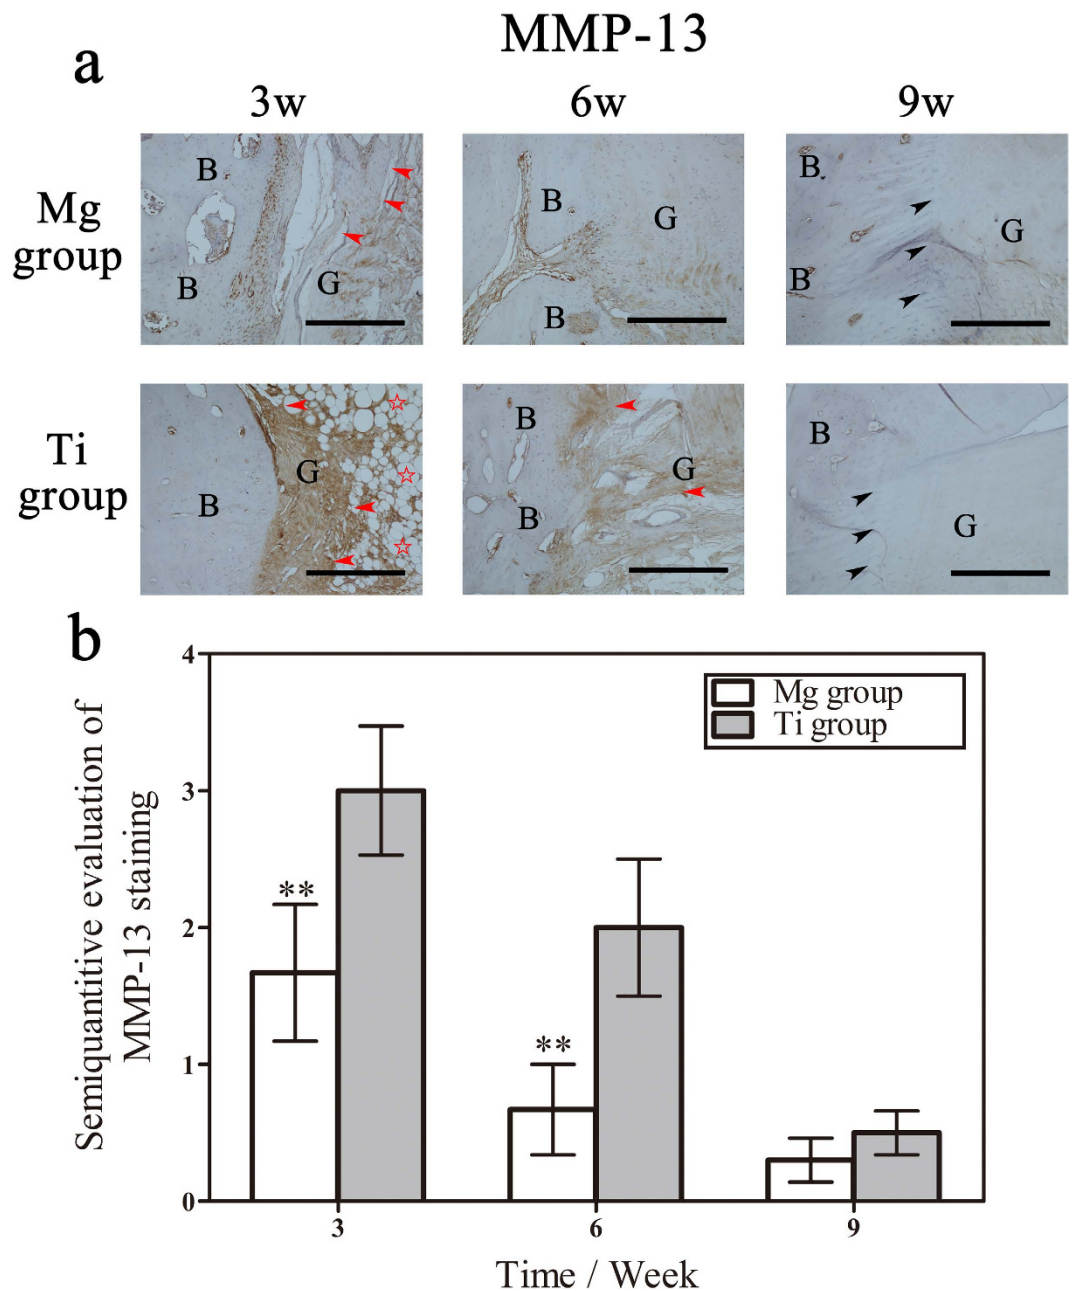 MMP-13
a
3w 6w 9w
Mg
group
B
B
G
B
G
B
B
B
G
Ti
group
B
G
B
B
G
B
G
b
Semiquantitive evaluation of
MMP-13 staining
4
3
2
1
0
Mg group
Ti group
**
**
3 6 9
Time / Week